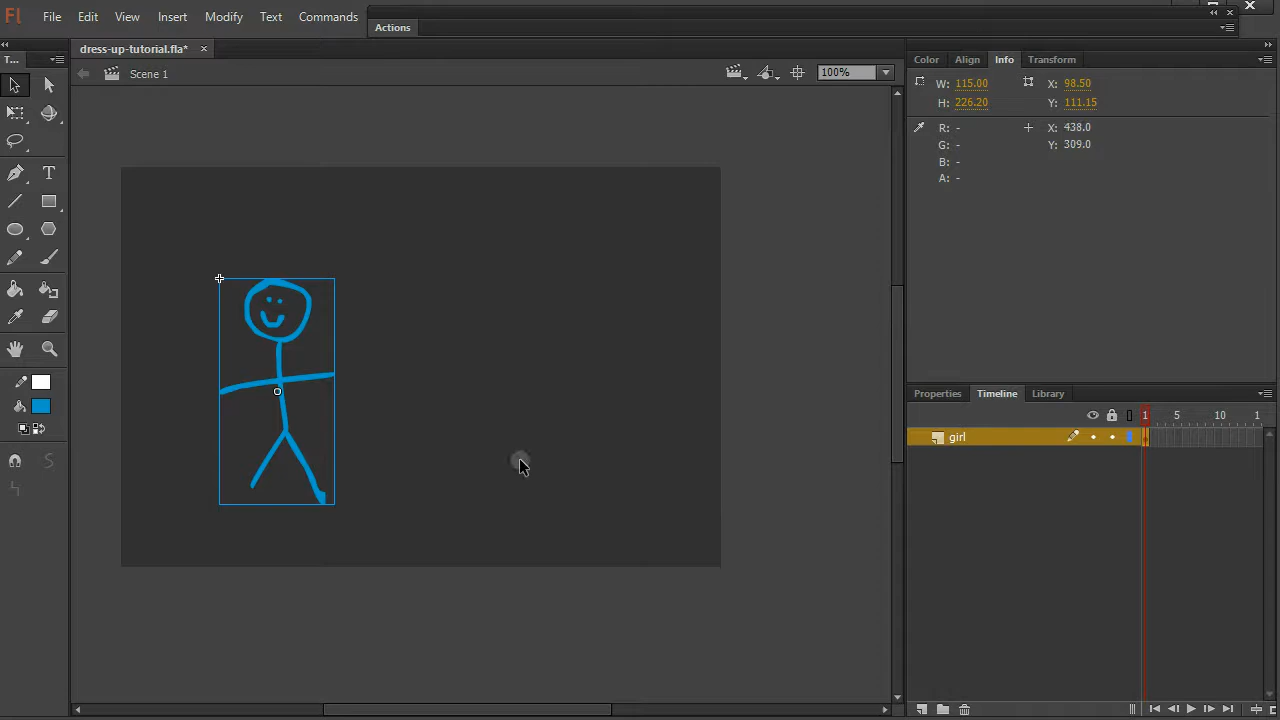 Fl File Edit View Insert Modify Text Commands
Actions
dress-up-tutorial.fla*
T...
Scene 1
100%
Color Align Info Transform
W: 115.00 X: 98.50
H: 226.20 Y: 111.15
R: - X: 438.0
G: - Y: 309.0
B: -
A: -
Properties Timeline Library
1 5 10 1
girl